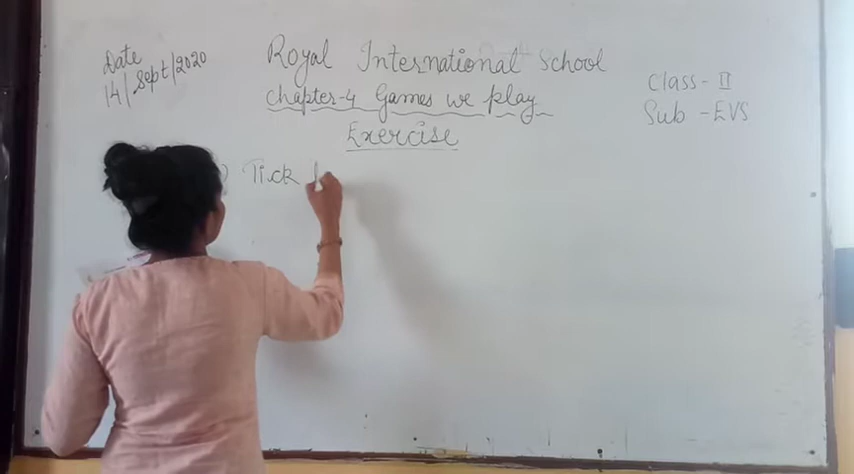 Date
14/Sept/2020
Royal International School
Chapter-4 Games we play
Exercise
Class- II
Sub -EVS
) Tick